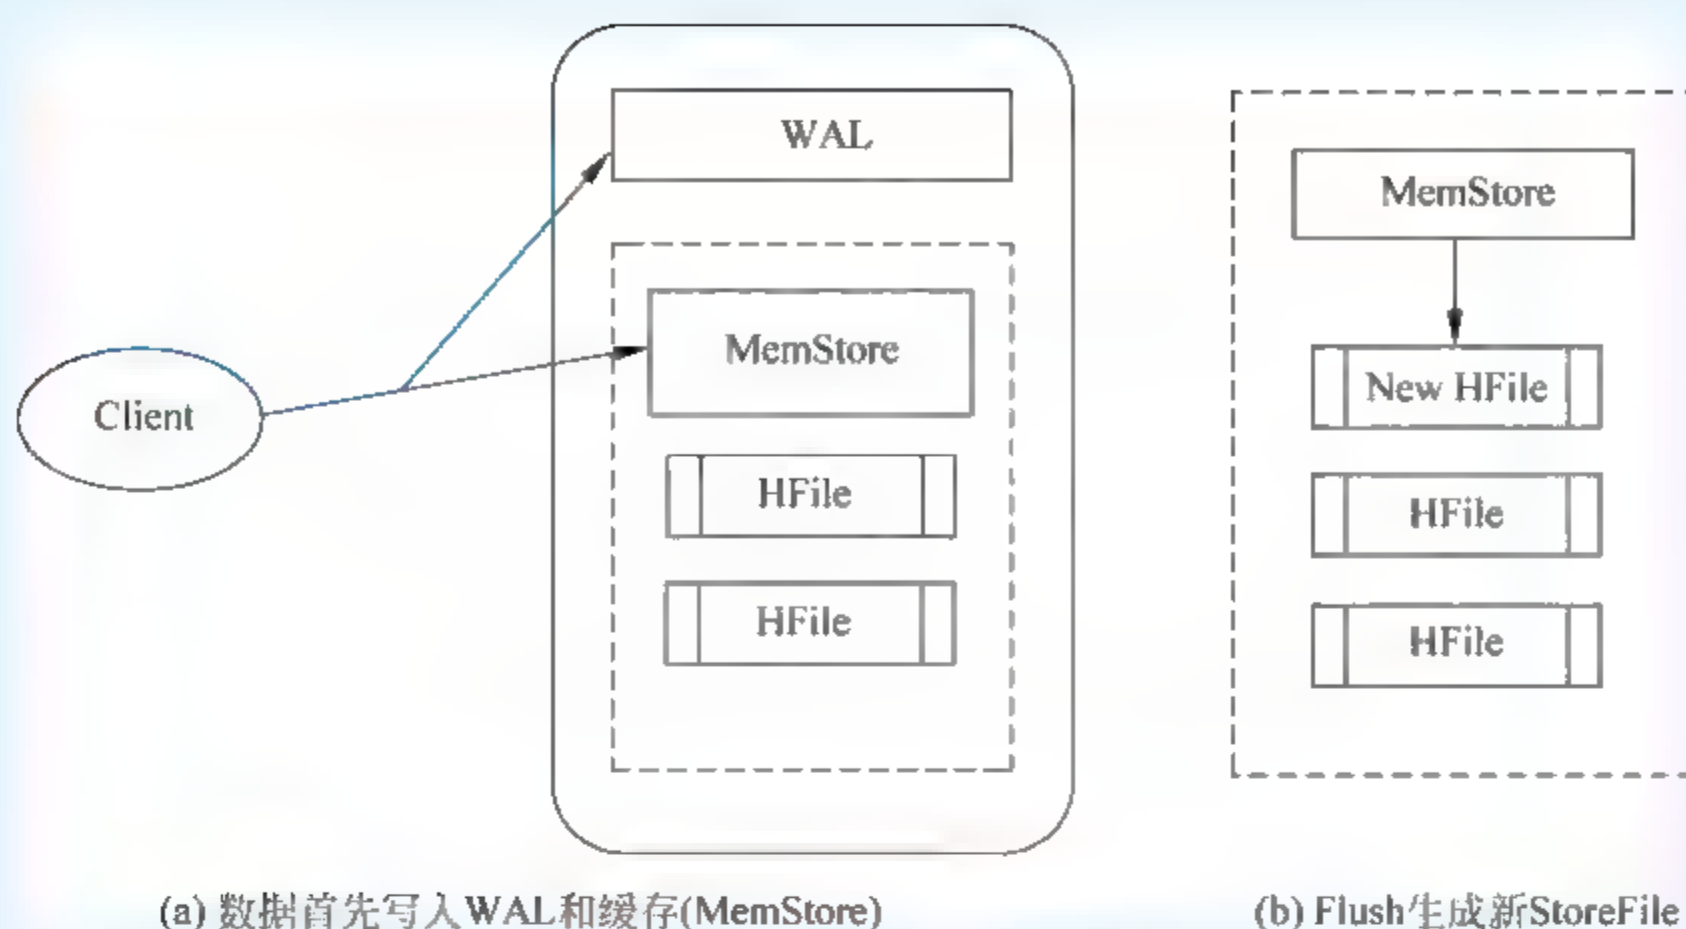 WAL
MemStore
Client
HFile
HFile
(a) 数据首先写入WAL和缓存(MemStore)
MemStore
New HFile
HFile
HFile
(b) Flush生成新StoreFile